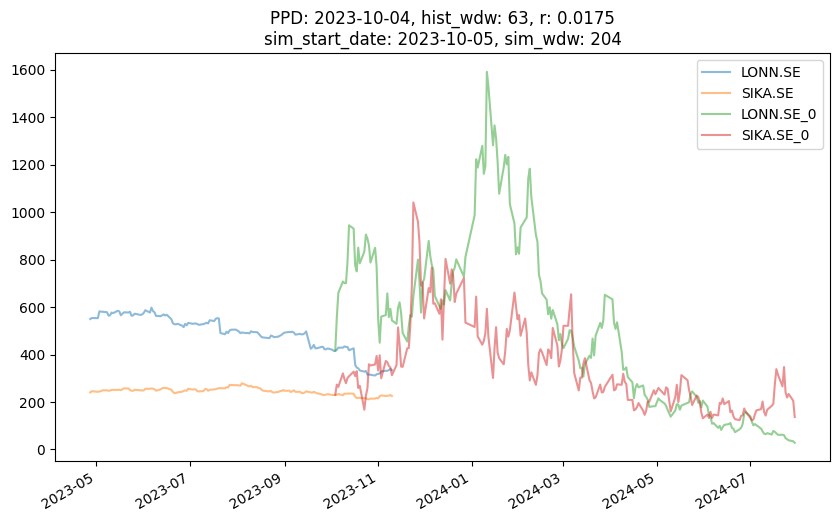 PPD: 2023-10-04, hist_wdw: 63, r: 0.0175
sim_start_date: 2023-10-05, sim_wdw: 204
LONN.SE
SIKA.SE
LONN.SE_0
SIKA.SE_0
1600
1400
1200
1000
800
600
400
200
0
2023-05
2023-07
2023-09
2023-11
2024-01
2024-03
2024-05
2024-07